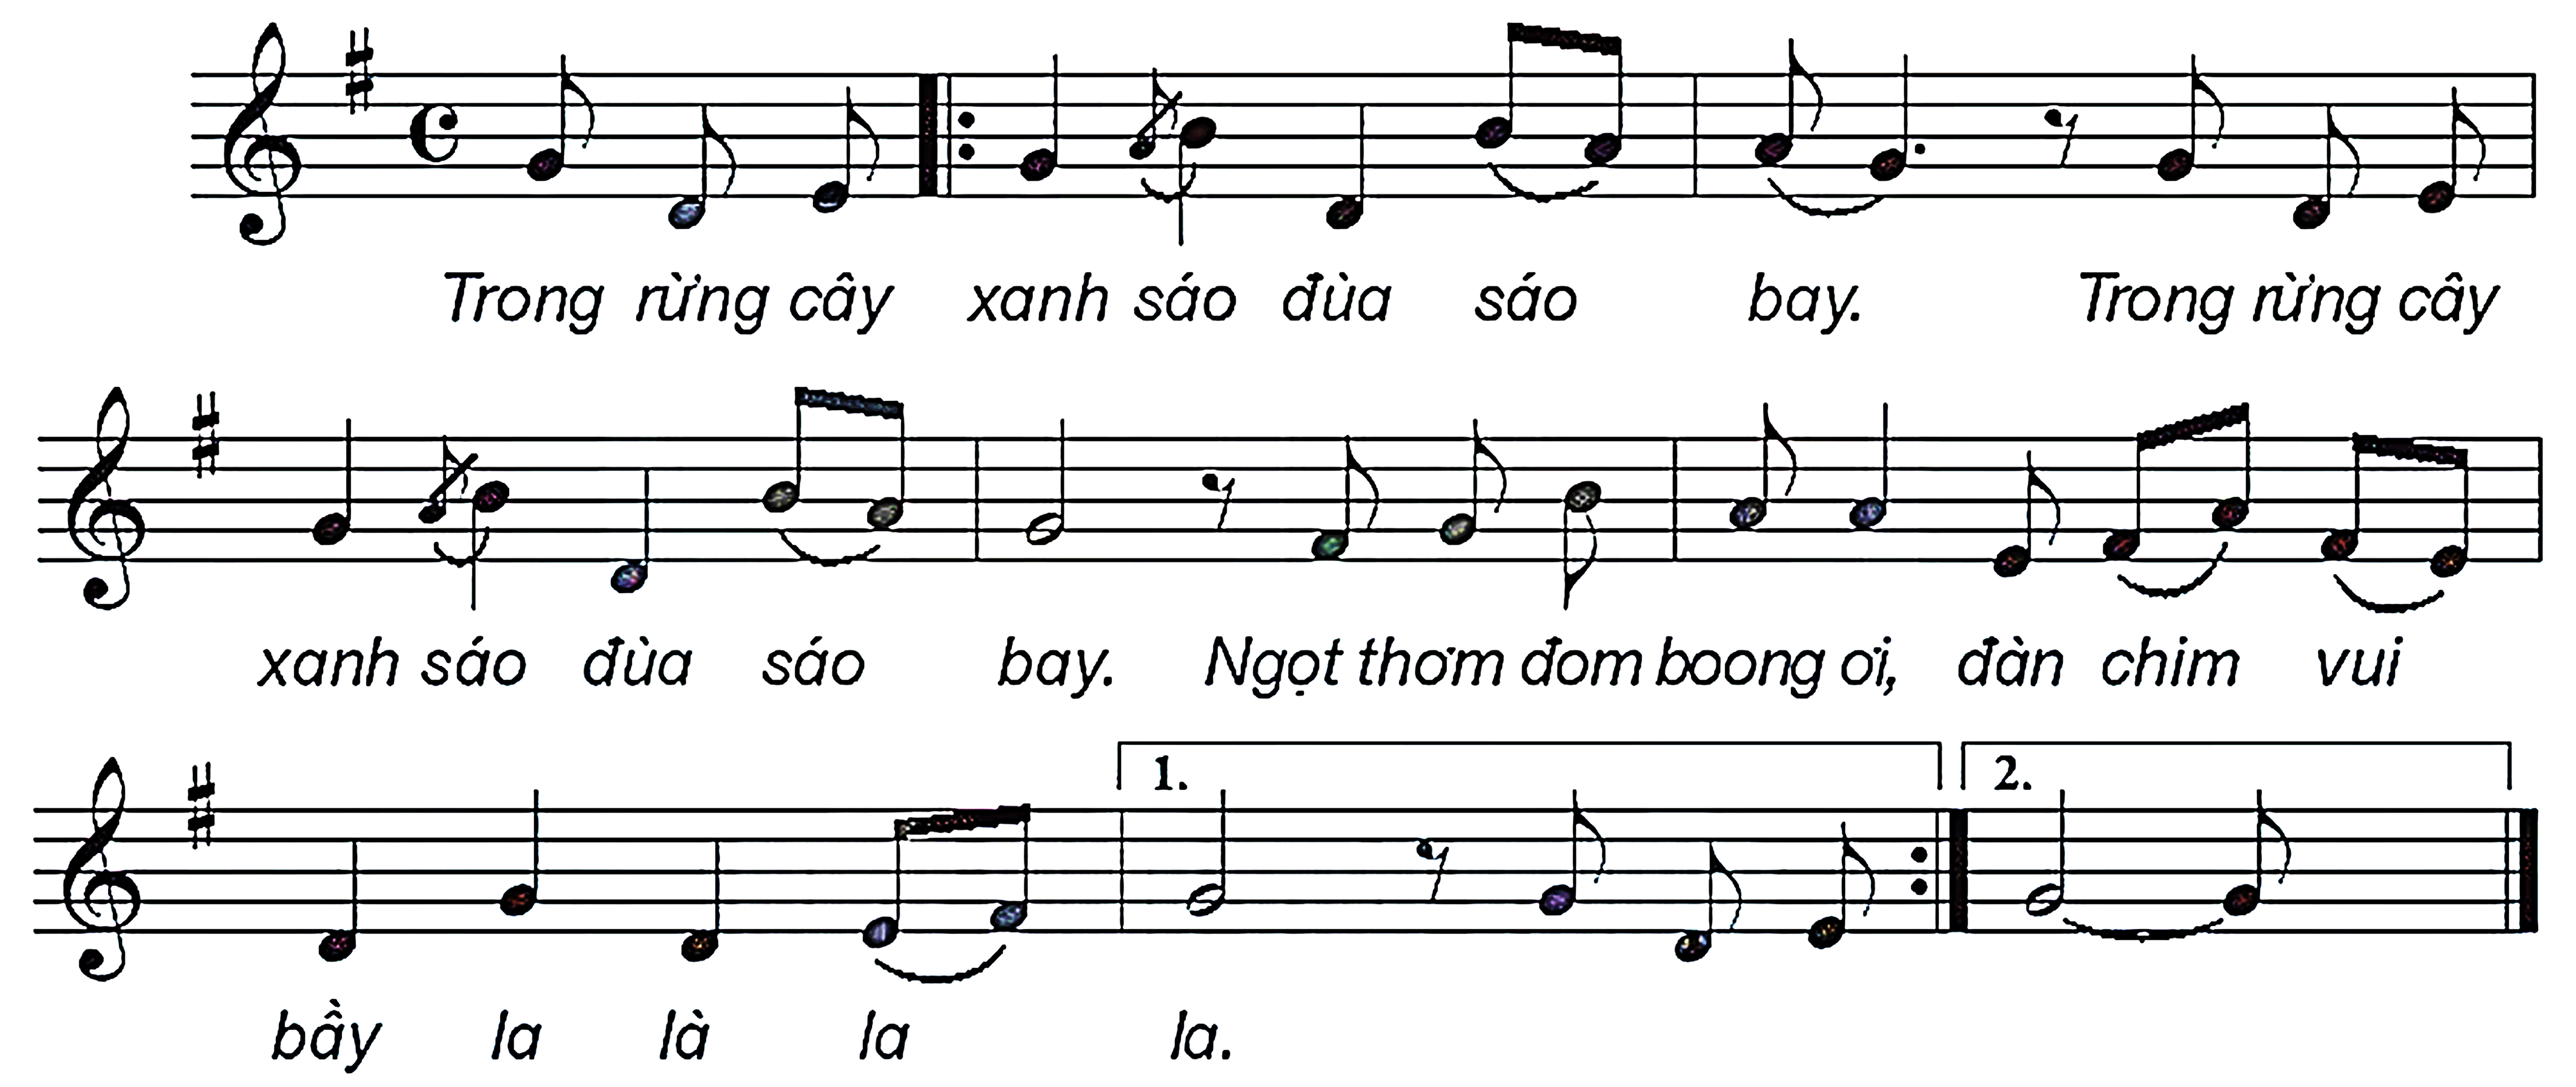 Trong rừng cây xanh sáo đùa sáo bay. Trong rừng cây
xanh sáo đùa sáo bay. Ngọt thơm đom boong ơi, đàn chim vui
1. 2.
bầy la là la la.